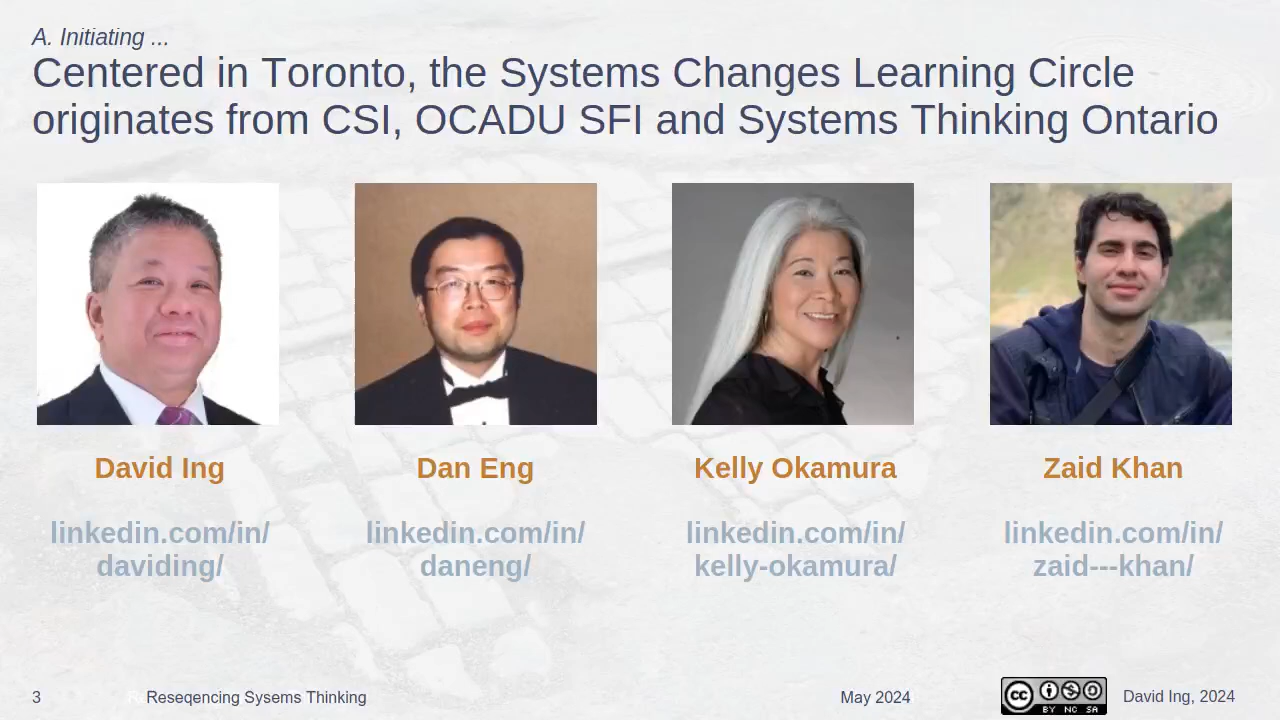 A. Initiating ...
Centered in Toronto, the Systems Changes Learning Circle
originates from CSI, OCADU SFI and Systems Thinking Ontario
David Ing
Dan Eng
Kelly Okamura
Zaid Khan
linkedin.com/in/
daviding/
linkedin.com/in/
daneng/
linkedin.com/in/
kelly-okamura/
linkedin.com/in/
zaid---khan/
3
Reseqencing Sysems Thinking
May 2024
cc
BY NC SA
David Ing, 2024